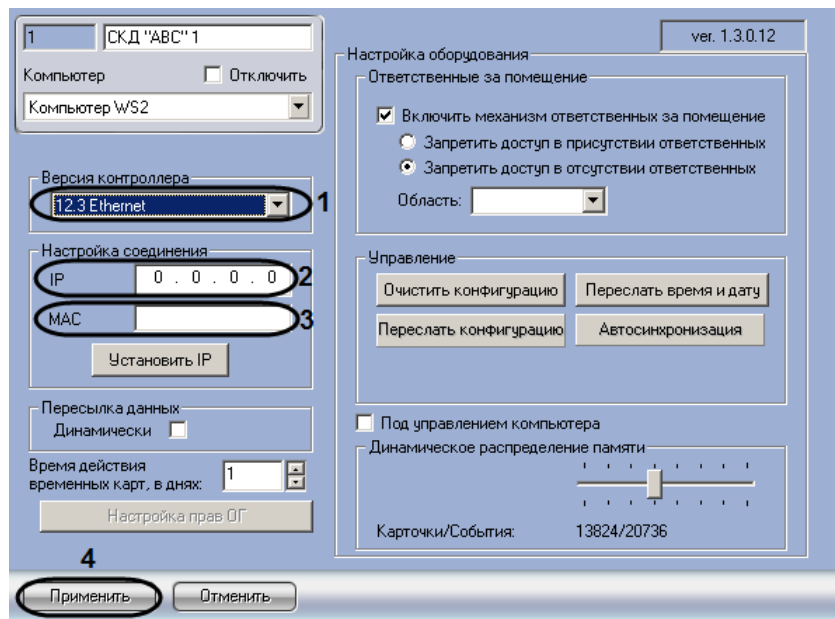 1
СКД "АВС" 1
Компьютер
Отключить
Компьютер WS2
Версия контроллера
12.3 Ethernet
1
Настройка соединения
IP
0 . 0 . 0 . 0
2
MAC
3
Установить IP
Пересылка данных
Динамически
Время действия
временных карт, в днях:
1
Настройка прав ОГ
ver. 1.3.0.12
Настройка оборудования
Ответственные за помещение
Включить механизм ответственных за помещение
Запретить доступ в присутствии ответственных
Запретить доступ в отсутствии ответственных
Область:
Управление
Очистить конфигурацию
Переслать время и дату
Переслать конфигурацию
Автосинхронизация
Под управлением компьютера
Динамическое распределение памяти
Карточки/События:
13824/20736
4
Применить
Отменить